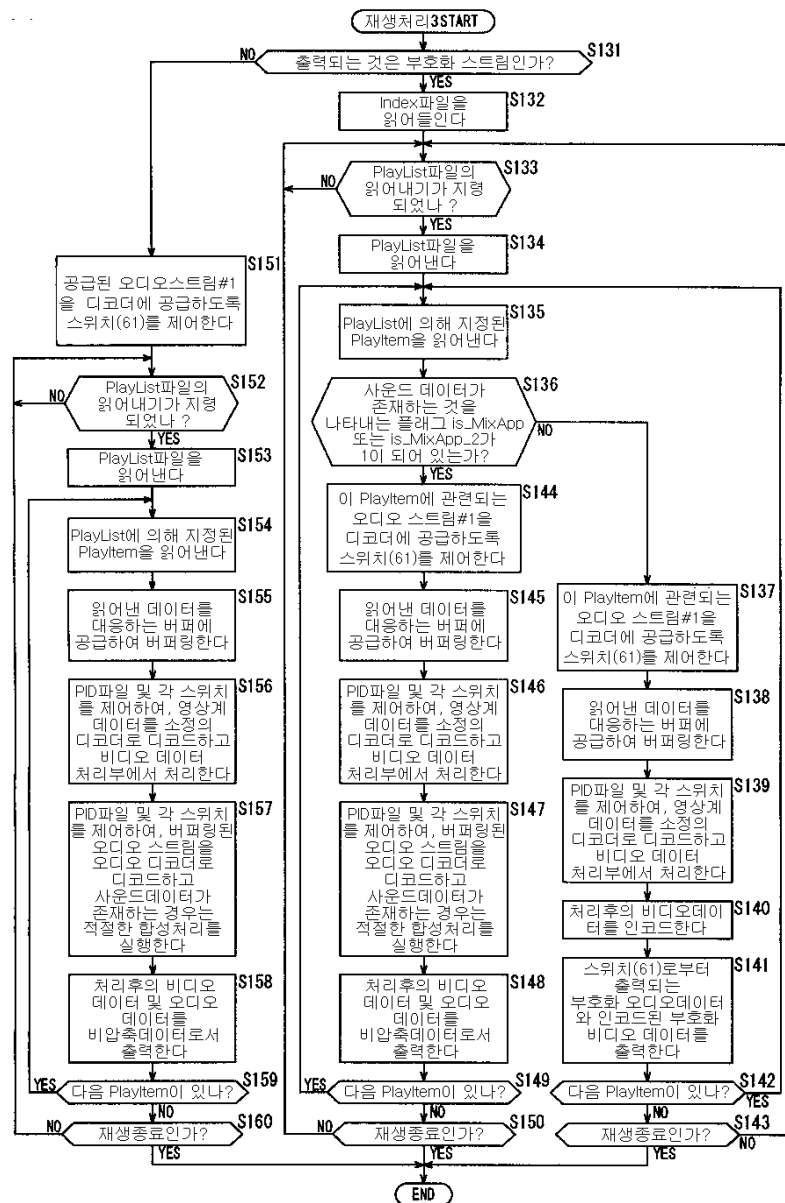 재생처리3START
S131
NO
출력되는 것은 부호화 스트림인가?
YES
S132
Index파일을
읽어들인다
S133
NO
PlayList파일의
읽어내기가 지령
되었나 ?
YES
S134
PlayList파일을
읽어낸다
S135
PlayList에 의해 지정된
PlayItem을 읽어낸다
S136
사운드 데이터가
존재하는 것을
나타내는 플래그 is_MixApp
또는 is_MixApp_2가
1이 되어 있는가?
NO
YES
S151
공급된 오디오스트림#1
을 디코더에 공급하도록
스위치(61)를 제어한다
S152
NO
PlayList파일의
읽어내기가 지령
되었나 ?
YES
S153
PlayList파일을
읽어낸다
S154
PlayList에 의해 지정된
PlayItem을 읽어낸다
S155
읽어낸 데이터를
대응하는 버퍼에
공급하여 버퍼링한다
S156
PID파일 및 각 스위치
를 제어하여, 영상계
데이터를 소정의
디코더로 디코드하고
비디오 데이터
처리부에서 처리한다
S157
PID파일 및 각 스위치
를 제어하여, 버퍼링된
오디오 스트림을
오디오 디코더로
디코드하고
사운드데이터가
존재하는 경우는
적절한 합성처리를
실행한다
S158
처리후의 비디오
데이터 및 오디오
데이터를
비압축데이터로서
출력한다
S159
YES
다음 PlayItem이 있나?
NO
S160
NO
재생종료인가?
YES
S144
이 PlayItem에 관련되는
오디오 스트림#1을
디코더에 공급하도록
스위치(61)를 제어한다
S145
읽어낸 데이터를
대응하는 버퍼에
공급하여 버퍼링한다
S146
PID파일 및 각 스위치
를 제어하여, 영상계
데이터를 소정의
디코더로 디코드하고
비디오 데이터
처리부에서 처리한다
S147
PID파일 및 각 스위치
를 제어하여, 버퍼링된
오디오 스트림을
오디오 디코더로
디코드하고
사운드데이터가
존재하는 경우는
적절한 합성처리를
실행한다
S148
처리후의 비디오
데이터 및 오디오
데이터를
비압축데이터로서
출력한다
S149
YES
다음 PlayItem이 있나?
NO
S150
NO
재생종료인가?
YES
S137
이 PlayItem에 관련되는
오디오 스트림#1을
디코더에 공급하도록
스위치(61)를 제어한다
S138
읽어낸 데이터를
대응하는 버퍼에
공급하여 버퍼링한다
S139
PID파일 및 각 스위치
를 제어하여, 영상계
데이터를 소정의
디코더로 디코드하고
비디오 데이터
처리부에서 처리한다
S140
처리후의 비디오데이
터를 인코드한다
S141
스위치(61)로부터
출력되는
부호화 오디오데이터
와 인코드된 부호화
비디오 데이터를
출력한다
S142
다음 PlayItem이 있나?
YES
NO
S143
재생종료인가?
NO
YES
END